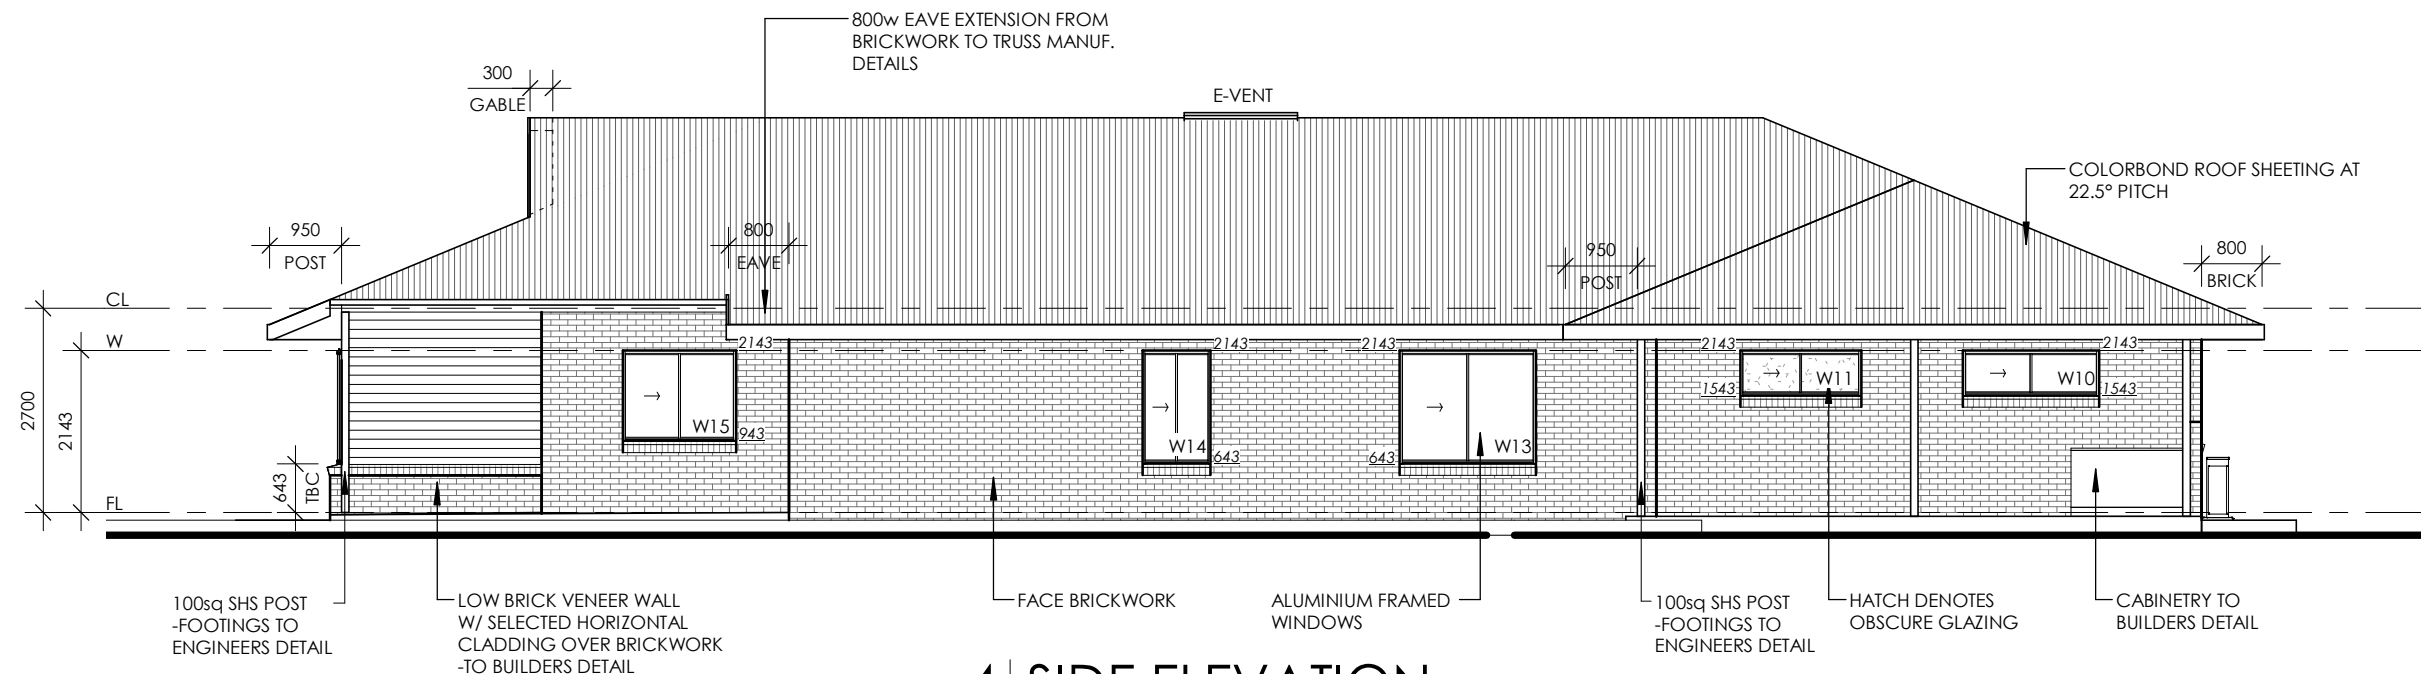 800w EAVE EXTENSION FROM
BRICKWORK TO TRUSS MANUF.
DETAILS
300
GABLE
E-VENT
COLORBOND ROOF SHEETING AT
22.5° PITCH
950
POST
800
EAVE
950
POST
800
BRICK
CL
W
FL
2700
2143
643
TBC
2143
2143
2143
2143
2143
W15
943
W14
643
643
W13
1543
W11
W10
1543
100sq SHS POST
-FOOTINGS TO
ENGINEERS DETAIL
LOW BRICK VENEER WALL
W/ SELECTED HORIZONTAL
CLADDING OVER BRICKWORK
-TO BUILDERS DETAIL
FACE BRICKWORK
ALUMINIUM FRAMED
WINDOWS
100sq SHS POST
-FOOTINGS TO
ENGINEERS DETAIL
HATCH DENOTES
OBSCURE GLAZING
CABINETRY TO
BUILDERS DETAIL
4 SIDE ELEVATION